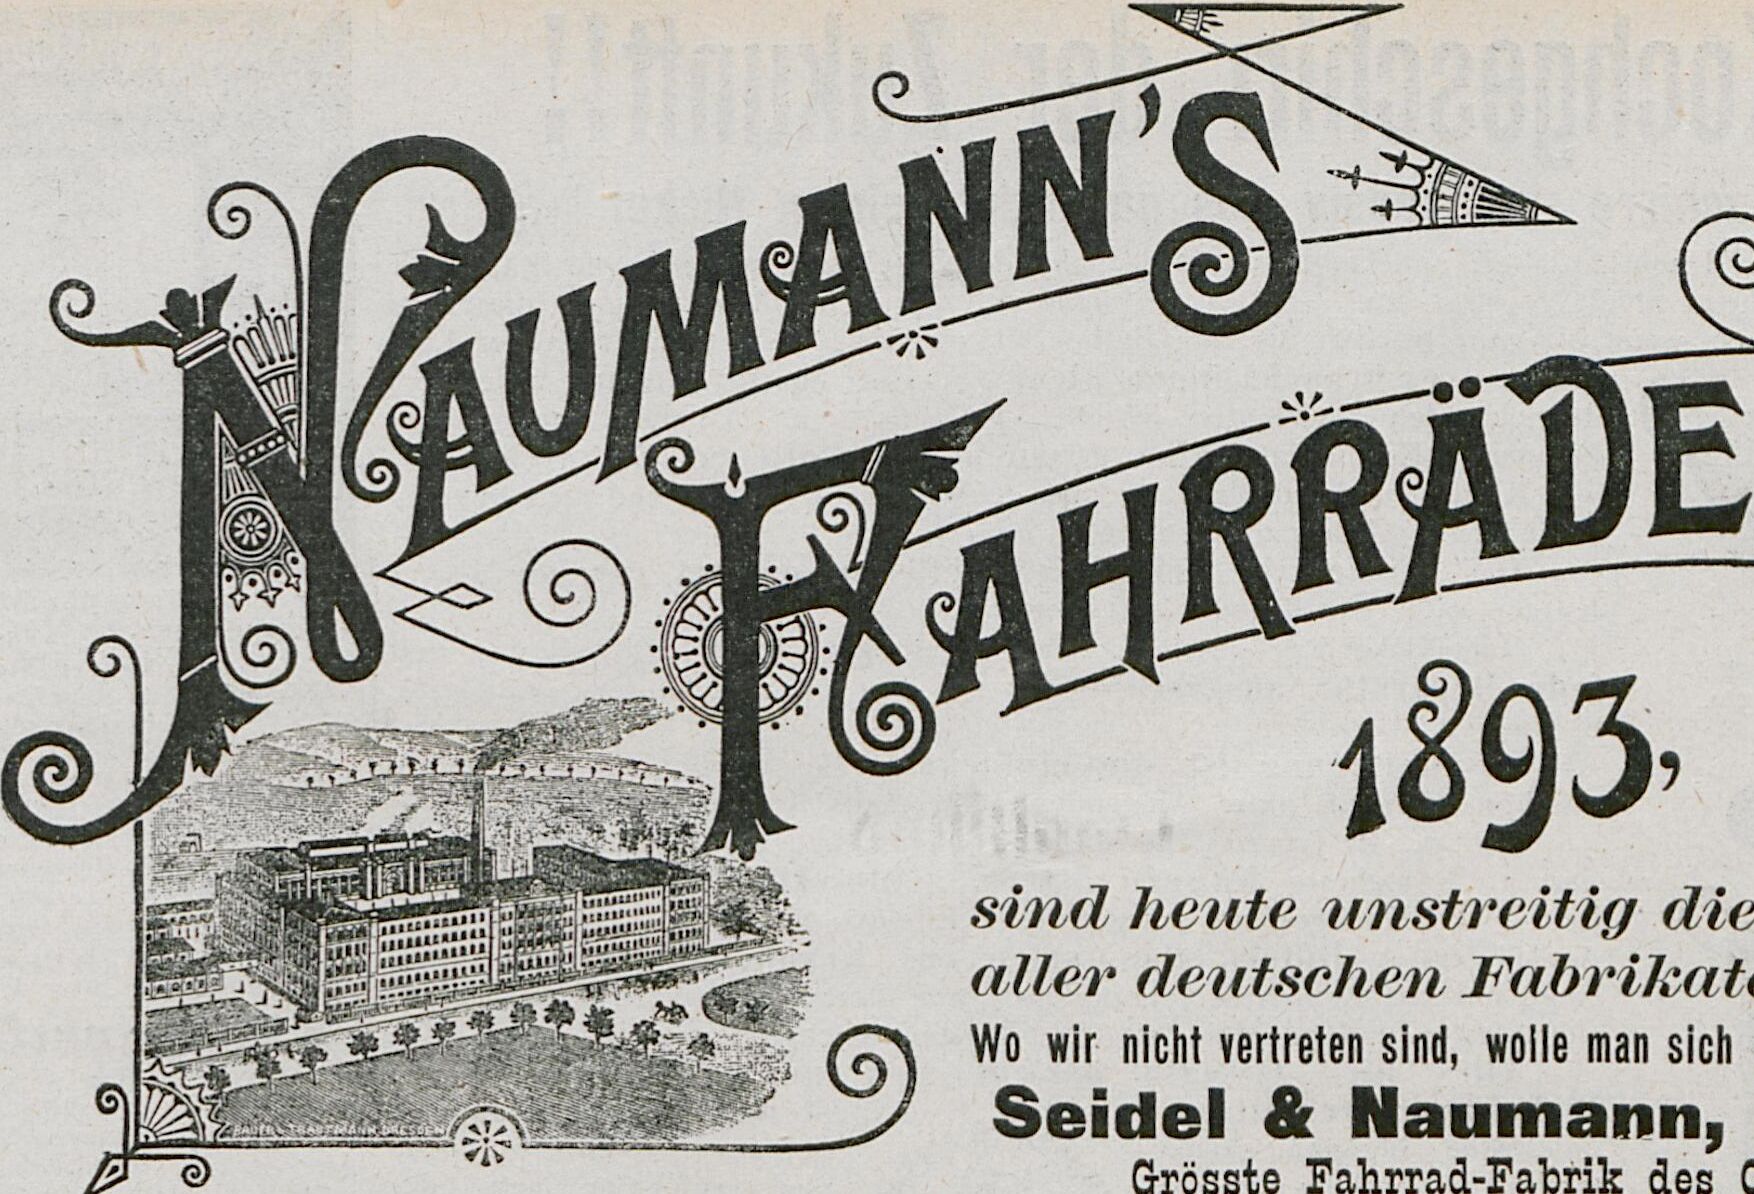 NAUMANN'S
FAHRRÄDE
1893,
sind heute unstreitig die
aller deutschen Fabrikate
Wo wir nicht vertreten sind, wolle man sich
Seidel & Naumann,
Grösste Fahrrad-Fabrik des
DRESDEN